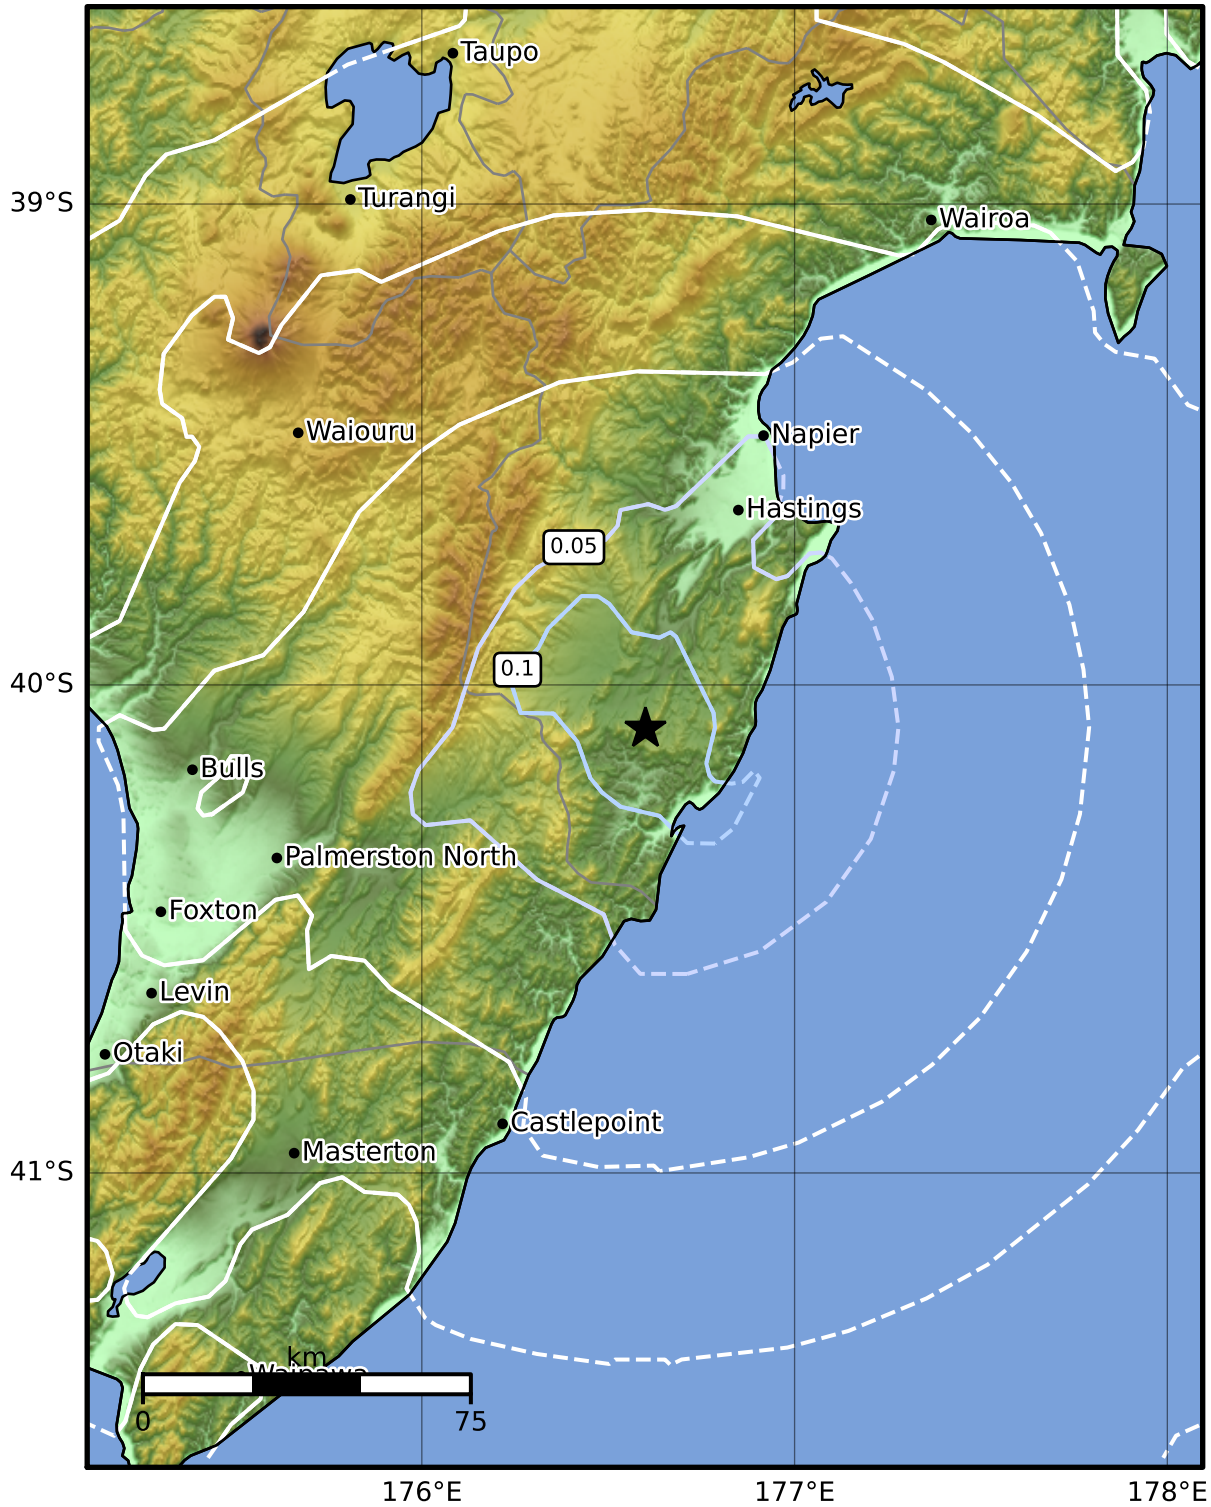 Taupo
39°S
Turangi
Wairoa
Waiouru
Napier
Hastings
0.05
0.1
40°S
Bulls
Palmerston North
Foxton
Levin
Otaki
Castlepoint
Masterton
41°S
km
Waipawa
0
75
176°E
177°E
178°E